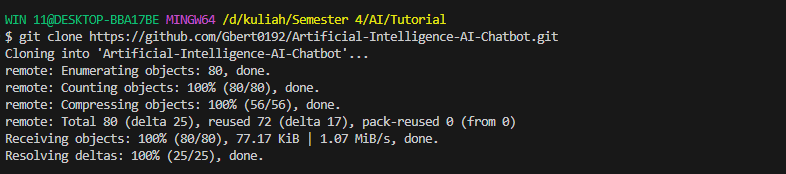 WIN 11@DESKTOP-BBA17BE MINGW64 /d/kuliah/Semester 4/AI/Tutorial
$ git clone https://github.com/Gbert0192/Artificial-Intelligence-AI-Chatbot.git
Cloning into 'Artificial-Intelligence-AI-Chatbot'...
remote: Enumerating objects: 80, done.
remote: Counting objects: 100% (80/80), done.
remote: Compressing objects: 100% (56/56), done.
remote: Total 80 (delta 25), reused 72 (delta 17), pack-reused 0 (from 0)
Receiving objects: 100% (80/80), 77.17 KiB | 1.07 MiB/s, done.
Resolving deltas: 100% (25/25), done.